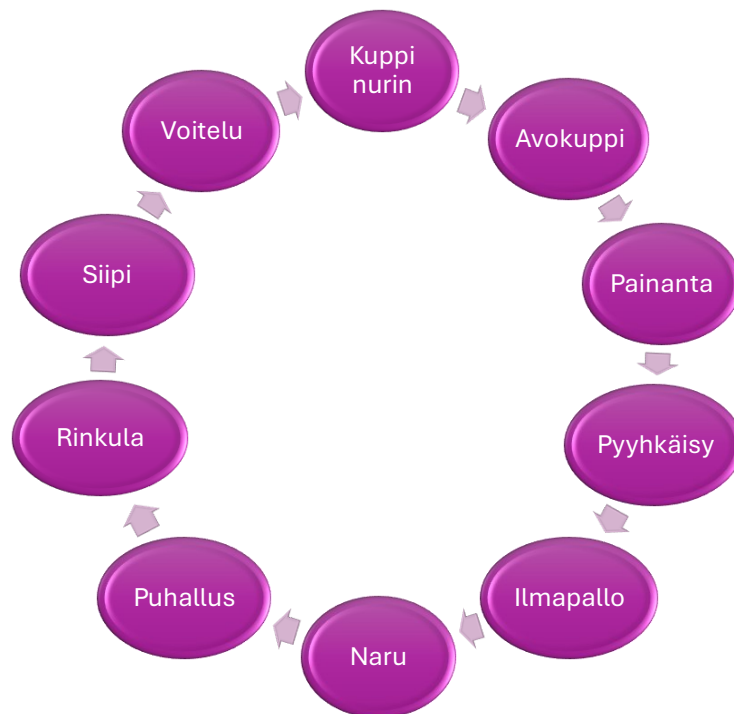 Kuppi
nurin
Avokuppi
Painanta
Pyyhkäisy
Ilmapallo
Naru
Puhallus
Rinkula
Siipi
Voitelu